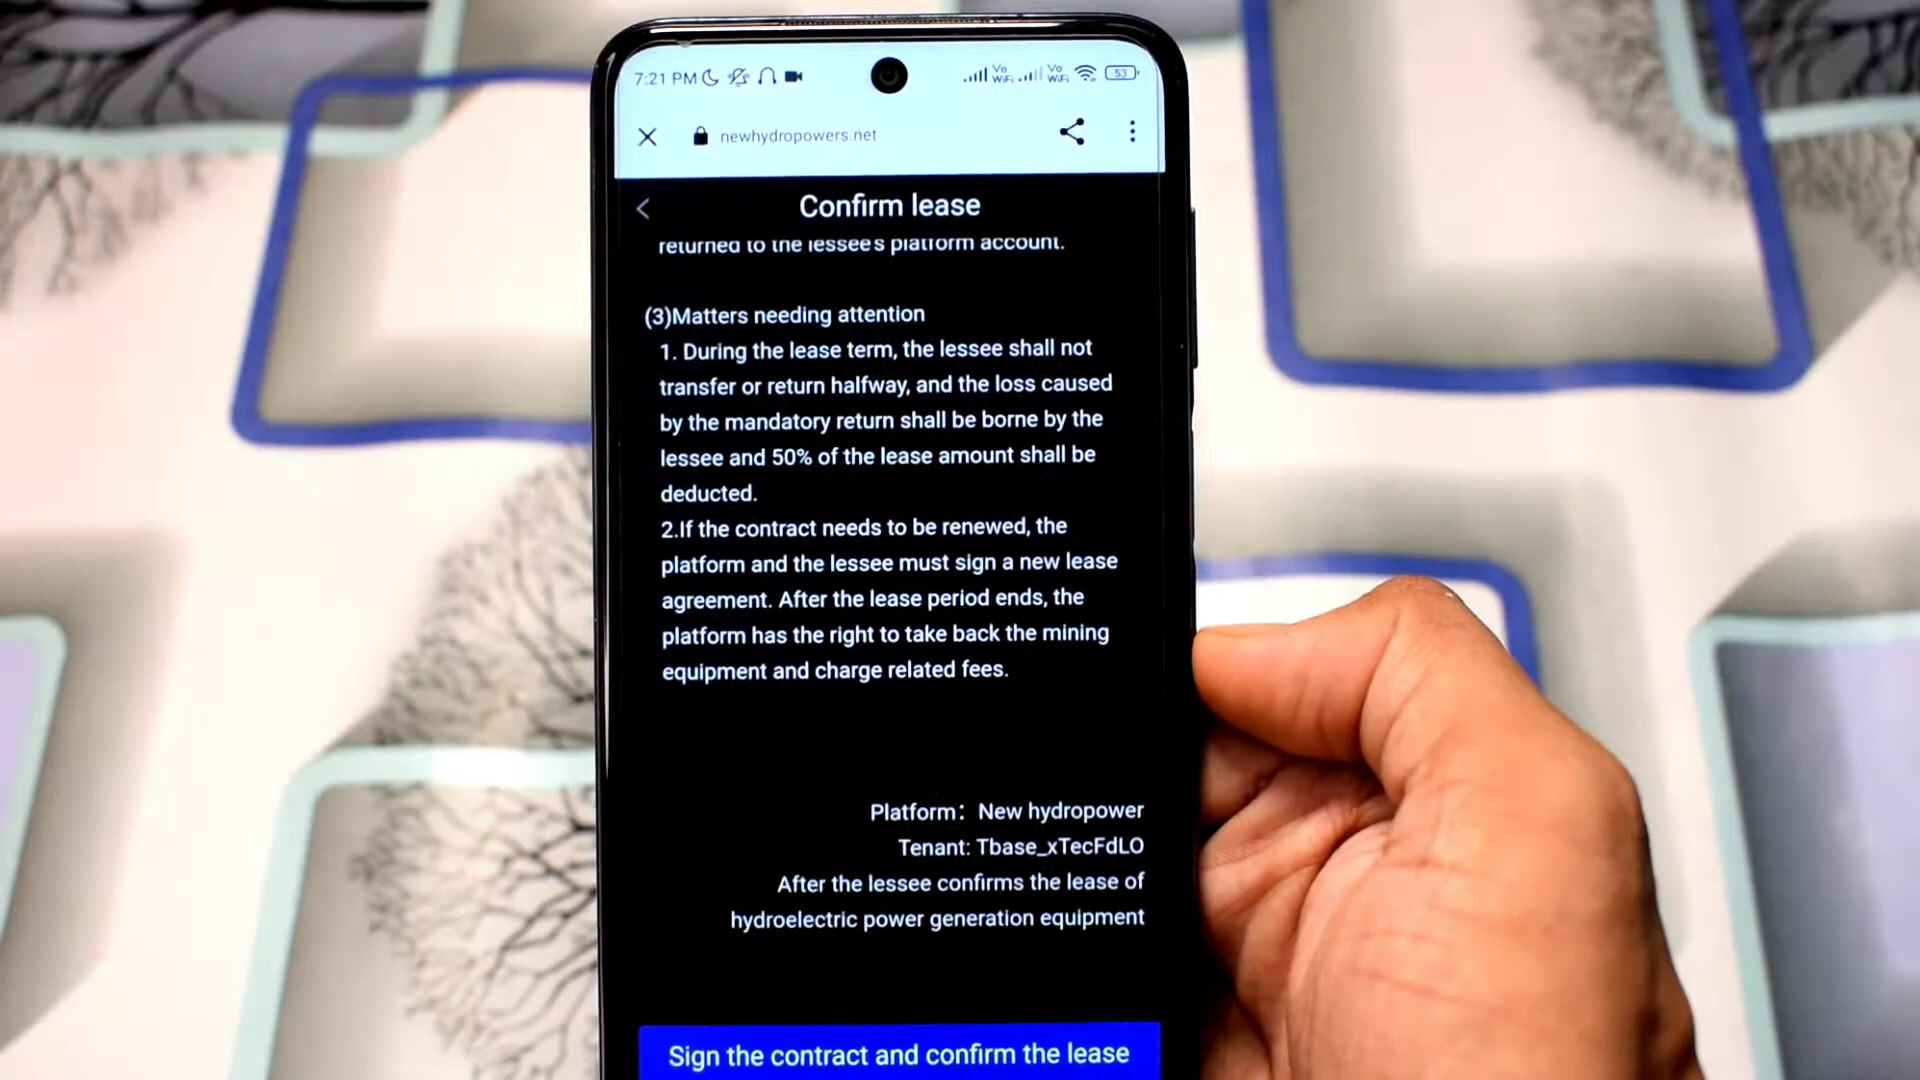 7:21 PM
Vo WiFi Vo WiFi 53
newhydropowers.net
Confirm lease
returned to the lessee's platform account.
(3)Matters needing attention
1. During the lease term, the lessee shall not
transfer or return halfway, and the loss caused
by the mandatory return shall be borne by the
lessee and 50% of the lease amount shall be
deducted.
2.If the contract needs to be renewed, the
platform and the lessee must sign a new lease
agreement. After the lease period ends, the
platform has the right to take back the mining
equipment and charge related fees.
Platform： New hydropower
Tenant: Tbase_xTecFdLO
After the lessee confirms the lease of
hydroelectric power generation equipment
Sign the contract and confirm the lease